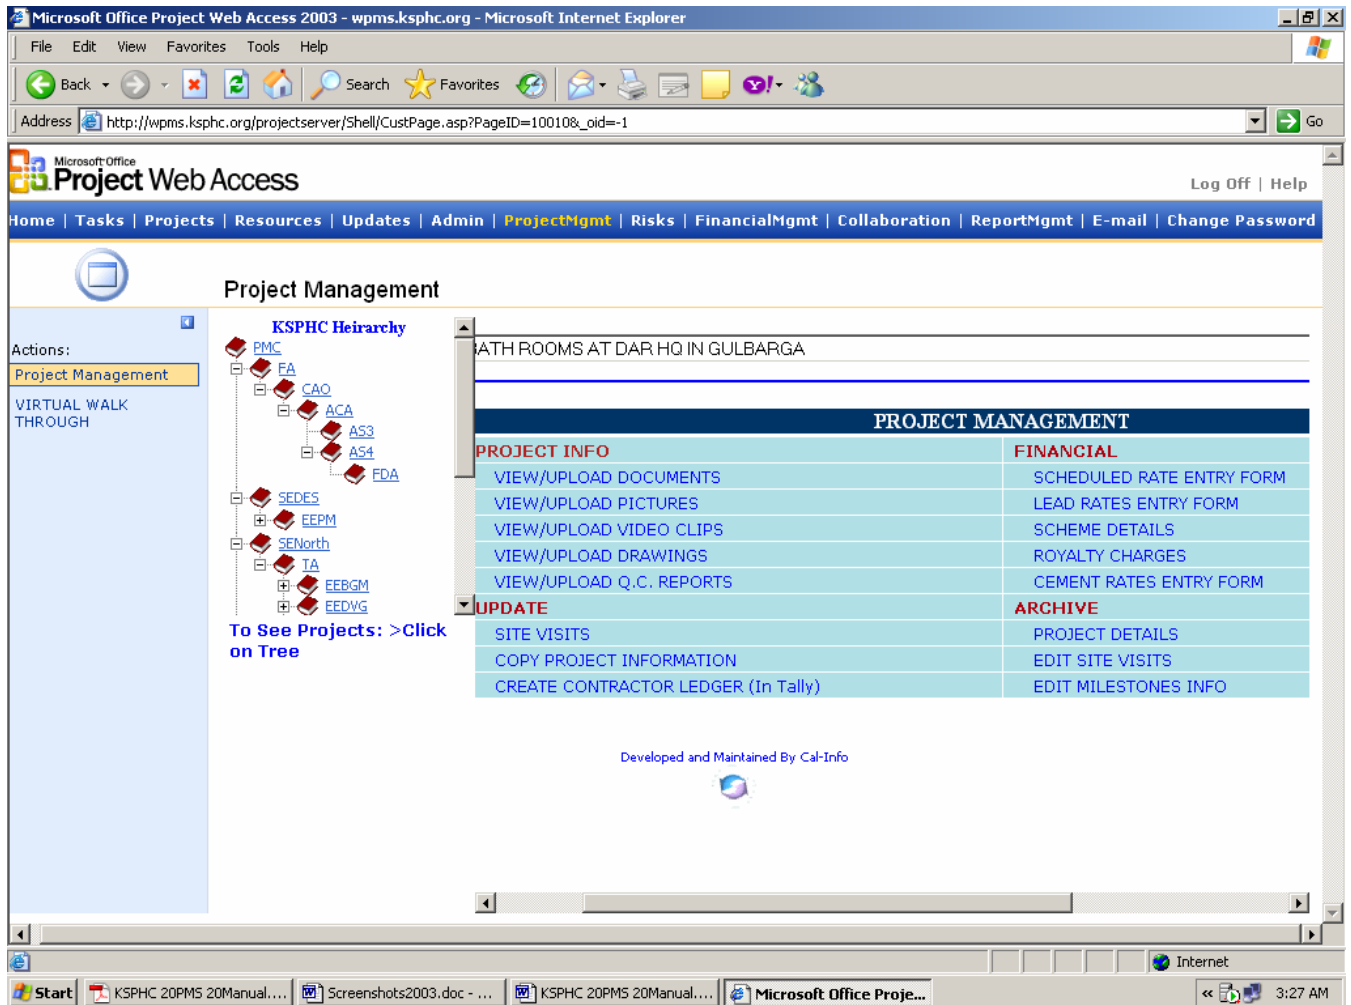 Microsoft Office Project Web Access 2003 - wpms.ksphc.org - Microsoft Internet Explorer
File Edit View Favorites Tools Help
Back Search Favorites
Address http://wpms.ksphc.org/projectserver/Shell/CustPage.asp?PageID=10010&_oid=-1 Go
Microsoft Office
Project Web Access
Log Off | Help
Home | Tasks | Projects | Resources | Updates | Admin | ProjectMgmt | Risks | FinancialMgmt | Collaboration | ReportMgmt | E-mail | Change Password
Project Management
Actions:
Project Management
VIRTUAL WALK
THROUGH
KSPHC Heirarchy
PMC
FA
CAO
ACA
AS3
AS4
FDA
SEDES
EEPM
SENorth
TA
EEBGM
EEDVG
To See Projects: >Click
on Tree
BATH ROOMS AT DAR HQ IN GULBARGA
PROJECT MANAGEMENT
PROJECT INFO FINANCIAL
VIEW/UPLOAD DOCUMENTS SCHEDULED RATE ENTRY FORM
VIEW/UPLOAD PICTURES LEAD RATES ENTRY FORM
VIEW/UPLOAD VIDEO CLIPS SCHEME DETAILS
VIEW/UPLOAD DRAWINGS ROYALTY CHARGES
VIEW/UPLOAD Q.C. REPORTS CEMENT RATES ENTRY FORM
UPDATE ARCHIVE
SITE VISITS PROJECT DETAILS
COPY PROJECT INFORMATION EDIT SITE VISITS
CREATE CONTRACTOR LEDGER (In Tally) EDIT MILESTONES INFO
Developed and Maintained By Cal-Info
Internet
Start KSPHC 20PMS 20Manual.... Screenshots2003.doc - ... KSPHC 20PMS 20Manual.... Microsoft Office Proje... « 3:27 AM